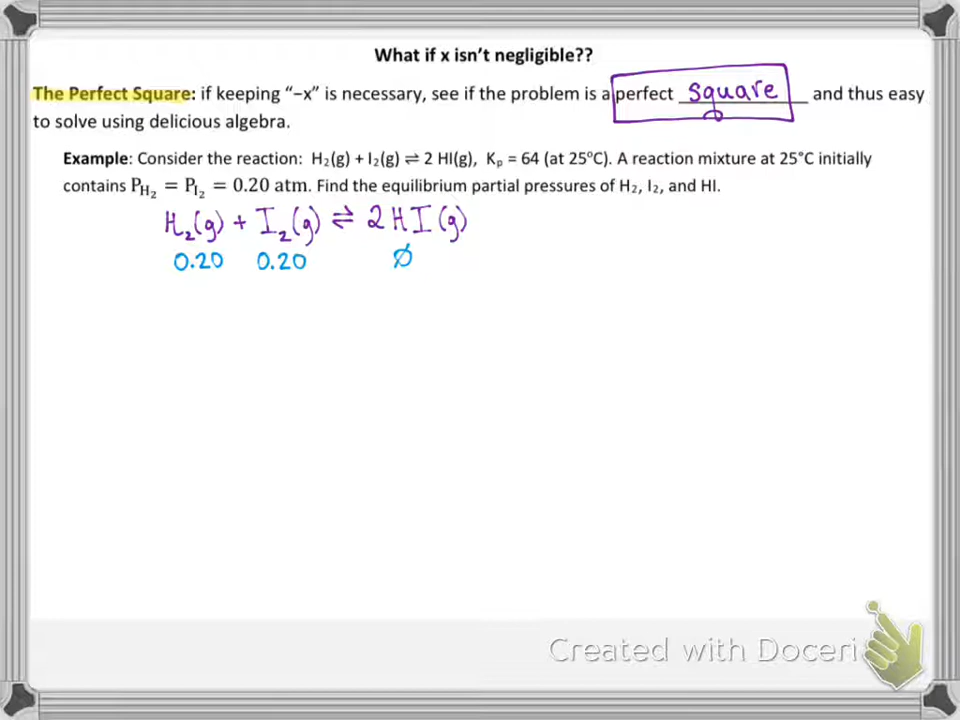 What if x isn't negligible??
The Perfect Square: if keeping "−x" is necessary, see if the problem is a perfect square and thus easy
to solve using delicious algebra.
Example: Consider the reaction: H₂(g) + I₂(g) ⇌ 2 HI(g), Kₚ = 64 (at 25°C). A reaction mixture at 25°C initially
contains P_H₂ = P_I₂ = 0.20 atm. Find the equilibrium partial pressures of H₂, I₂, and HI.
H₂(g) + I₂(g) ⇌ 2HI(g)
0.20 0.20 Ø
Created with Doceri